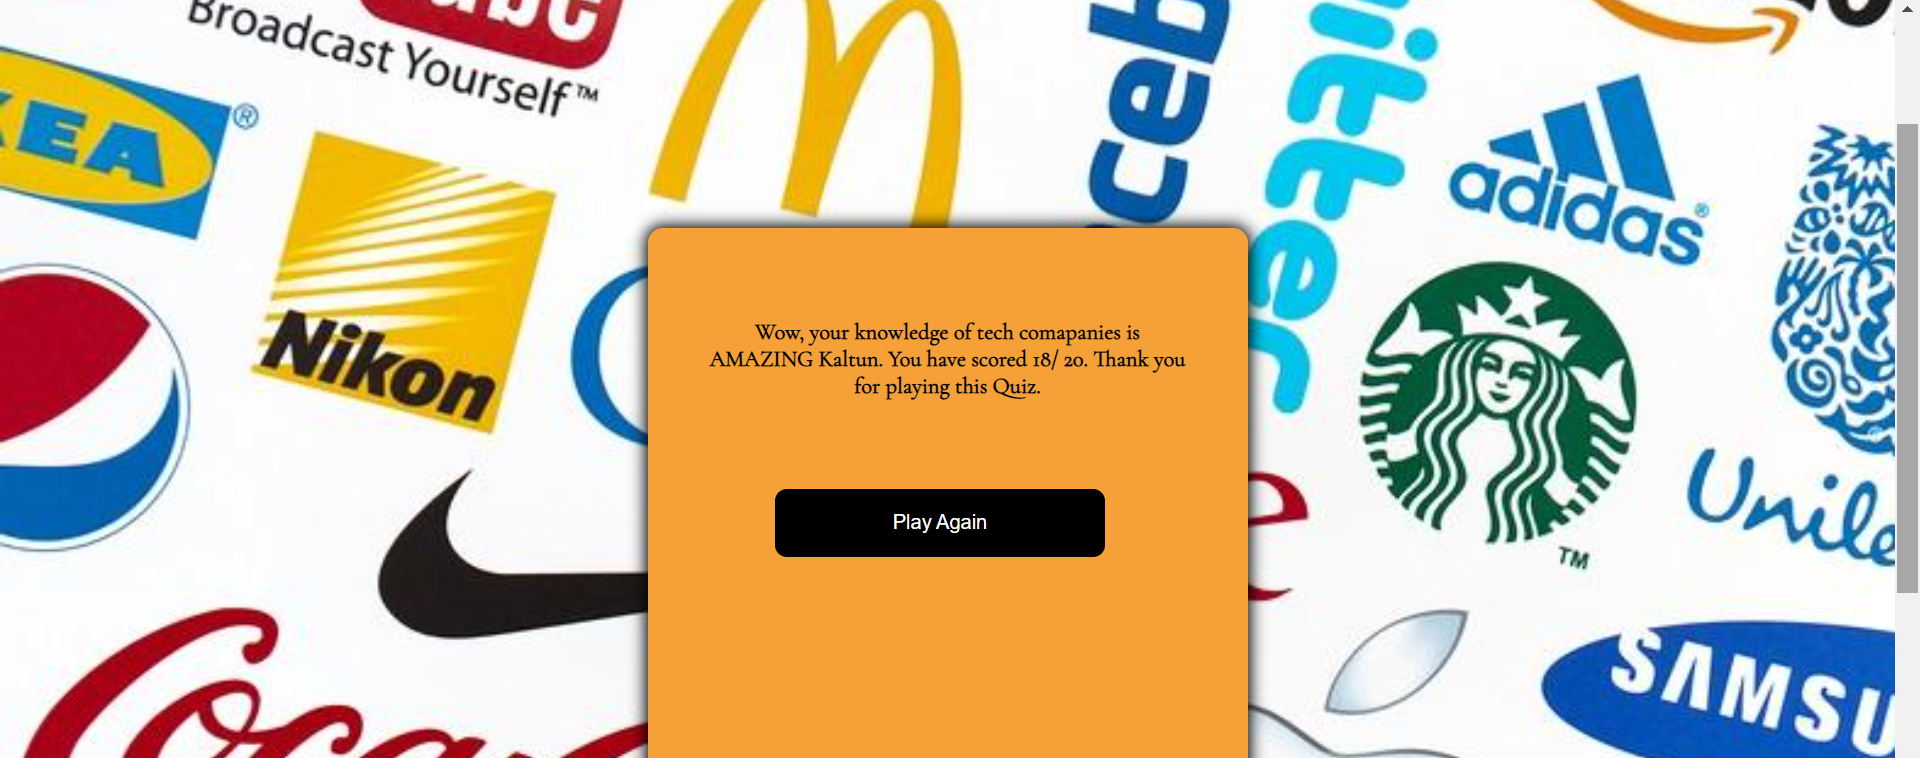 Broadcast Yourself™
KEA
®
Nikon
adidas
®
TM
Wow, your knowledge of tech comapanies is
AMAZING Kaltun. You have scored 18/ 20. Thank you
for playing this Quiz.
Play Again
SAMSU